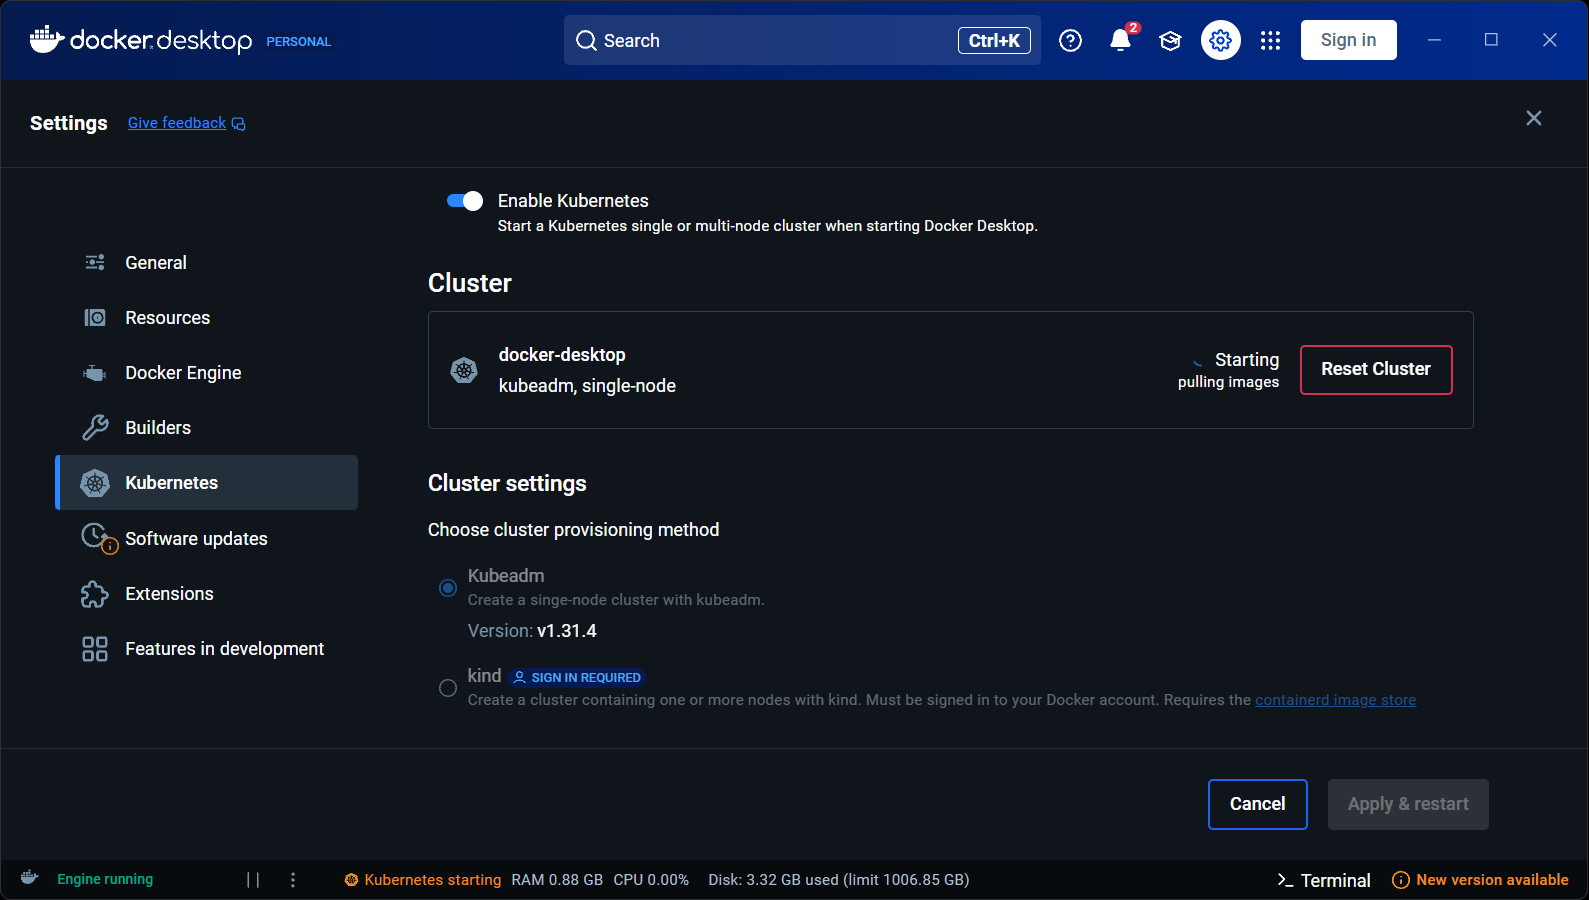 docker desktop PERSONAL
Search
Ctrl+K
2
Sign in
Settings
Give feedback
Enable Kubernetes
Start a Kubernetes single or multi-node cluster when starting Docker Desktop.
General
Resources
Docker Engine
Builders
Kubernetes
Software updates
Extensions
Features in development
Cluster
docker-desktop
kubeadm, single-node
Starting
pulling images
Reset Cluster
Cluster settings
Choose cluster provisioning method
Kubeadm
Create a singe-node cluster with kubeadm.
Version: v1.31.4
kind SIGN IN REQUIRED
Create a cluster containing one or more nodes with kind. Must be signed in to your Docker account. Requires the containerd image store
Cancel
Apply & restart
Engine running
Kubernetes starting RAM 0.88 GB CPU 0.00% Disk: 3.32 GB used (limit 1006.85 GB)
Terminal
New version available